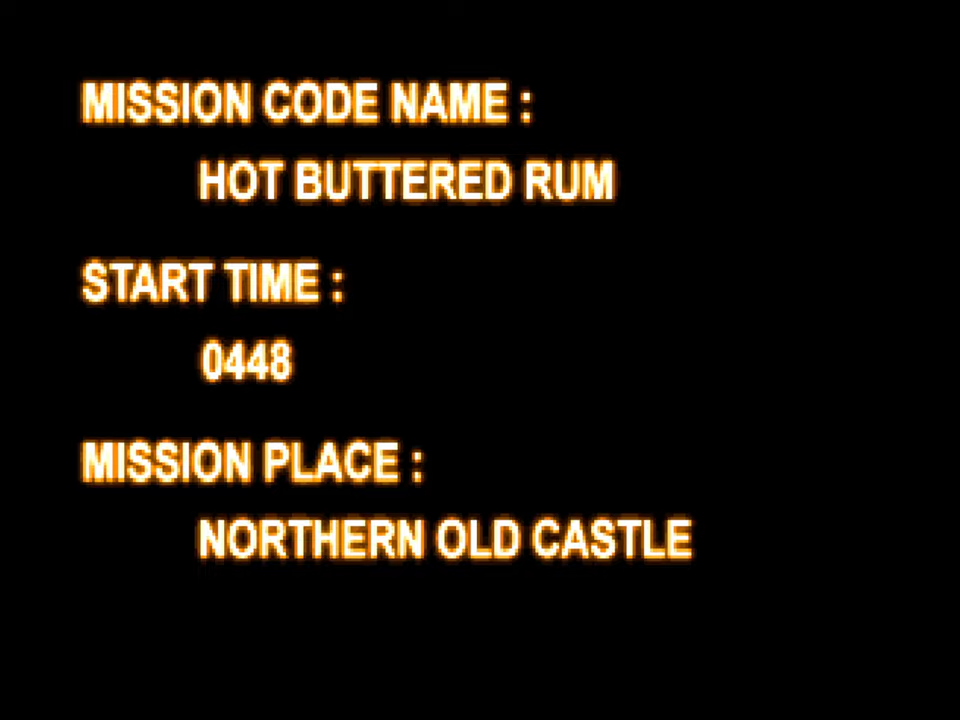 MISSION CODE NAME :
HOT BUTTERED RUM
START TIME :
0448
MISSION PLACE :
NORTHERN OLD CASTLE